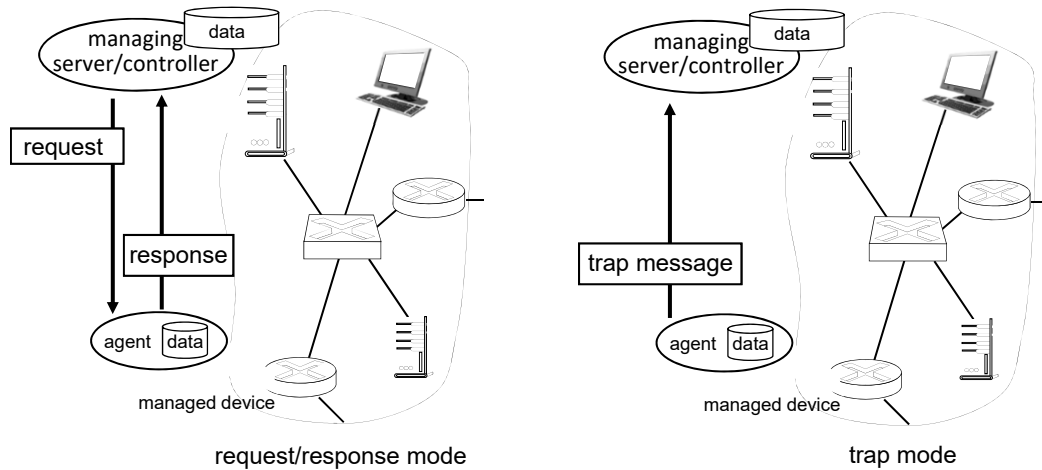 data
managing
server/controller
request
response
agent
data
managed device
request/response mode
data
managing
server/controller
trap message
agent
data
managed device
trap mode